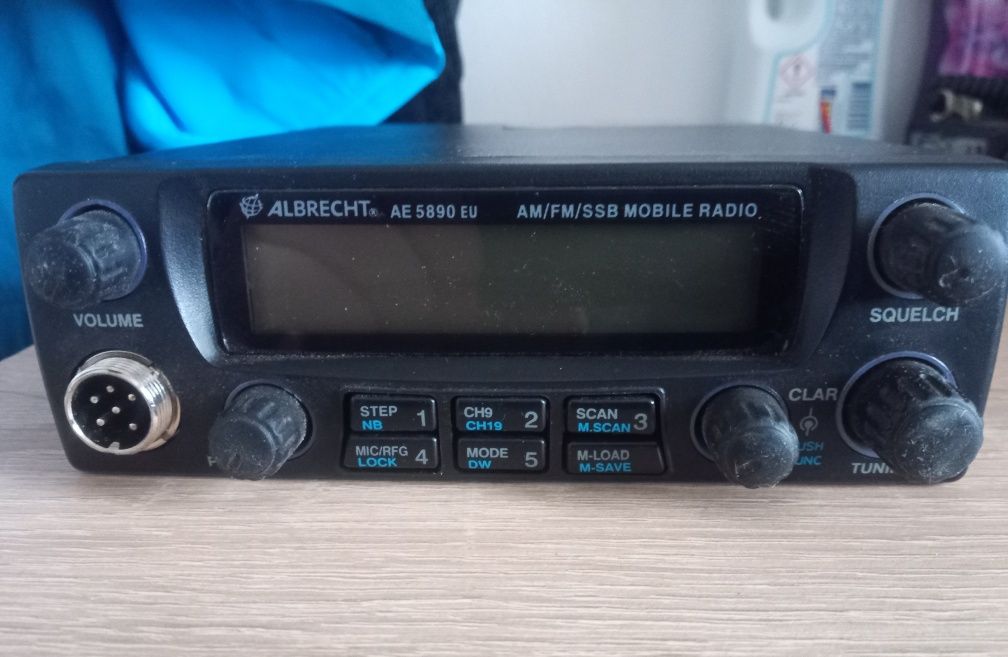 ALBRECHT® AE 5890 EU AM/FM/SSB MOBILE RADIO
VOLUME
SQUELCH
STEP 1
NB
CH9 2
CH19
SCAN 3
M.SCAN
CLAR
MIC/RFG 4
LOCK
MODE 5
DW
M-LOAD
M-SAVE